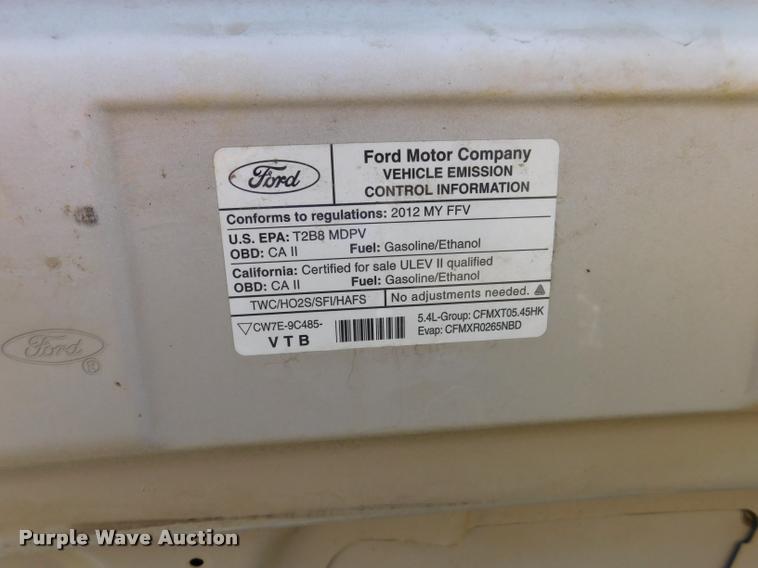 Ford
Ford Motor Company
VEHICLE EMISSION
CONTROL INFORMATION
Conforms to regulations: 2012 MY FFV
U.S. EPA: T2B8 MDPV
OBD: CA II Fuel: Gasoline/Ethanol
California: Certified for sale ULEV II qualified
OBD: CA II Fuel: Gasoline/Ethanol
TWC/HO2S/SFI/HAFS No adjustments needed.
CW7E-9C485-
VTB
5.4L-Group: CFMXT05.45HK
Evap: CFMXR0265NBD
Ford
®
Purple Wave Auction